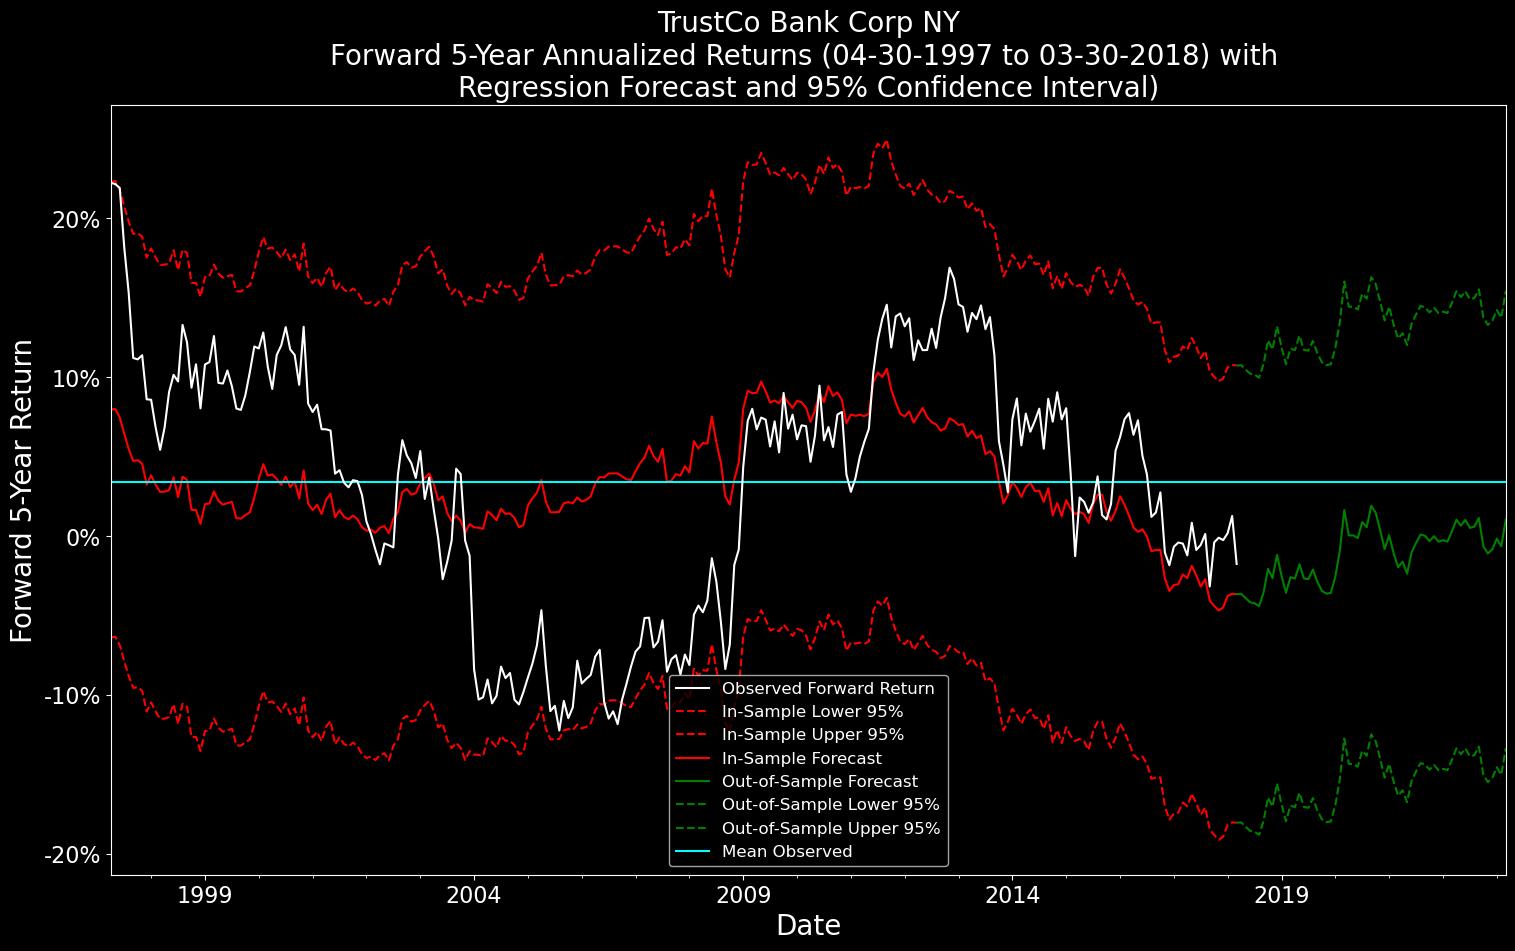 TrustCo Bank Corp NY
Forward 5-Year Annualized Returns (04-30-1997 to 03-30-2018) with
Regression Forecast and 95% Confidence Interval)
Forward 5-Year Return
20%
10%
0%
-10%
-20%
Observed Forward Return
In-Sample Lower 95%
In-Sample Upper 95%
In-Sample Forecast
Out-of-Sample Forecast
Out-of-Sample Lower 95%
Out-of-Sample Upper 95%
Mean Observed
1999 2004 2009 2014 2019
Date